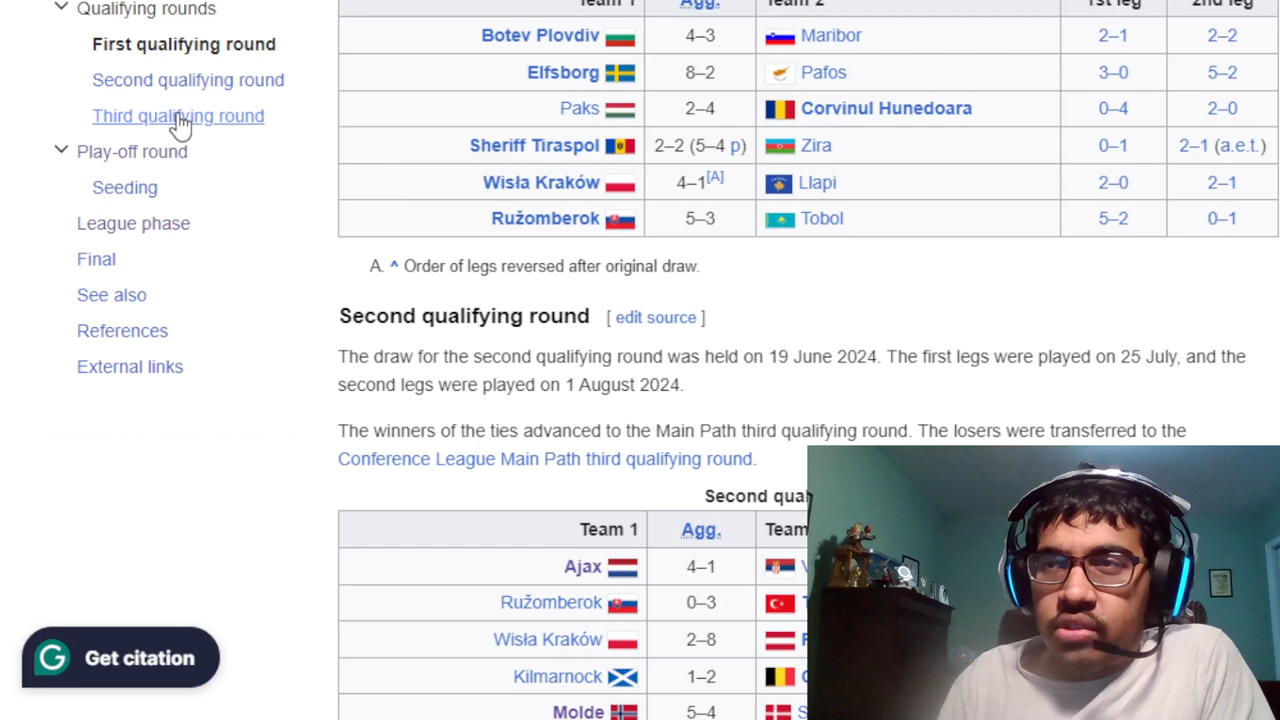 Qualifying rounds
First qualifying round
Second qualifying round
Third qualifying round
Play-off round
Seeding
League phase
Final
See also
References
External links
Get citation
Team 1 Agg. Team 2 1st leg 2nd leg
Botev Plovdiv 4–3 Maribor 2–1 2–2
Elfsborg 8–2 Pafos 3–0 5–2
Paks 2–4 Corvinul Hunedoara 0–4 2–0
Sheriff Tiraspol 2–2 (5–4 p) Zira 0–1 2–1 (a.e.t.)
Wisła Kraków 4–1[A] Llapi 2–0 2–1
Ružomberok 5–3 Tobol 5–2 0–1
A. ^ Order of legs reversed after original draw.
Second qualifying round [ edit source ]
The draw for the second qualifying round was held on 19 June 2024. The first legs were played on 25 July, and the
second legs were played on 1 August 2024.
The winners of the ties advanced to the Main Path third qualifying round. The losers were transferred to the
Conference League Main Path third qualifying round.
Second
Team 1 Agg. Team
Ajax 4–1
Ružomberok 0–3
Wisła Kraków 2–8
Kilmarnock 1–2
Molde 5–4